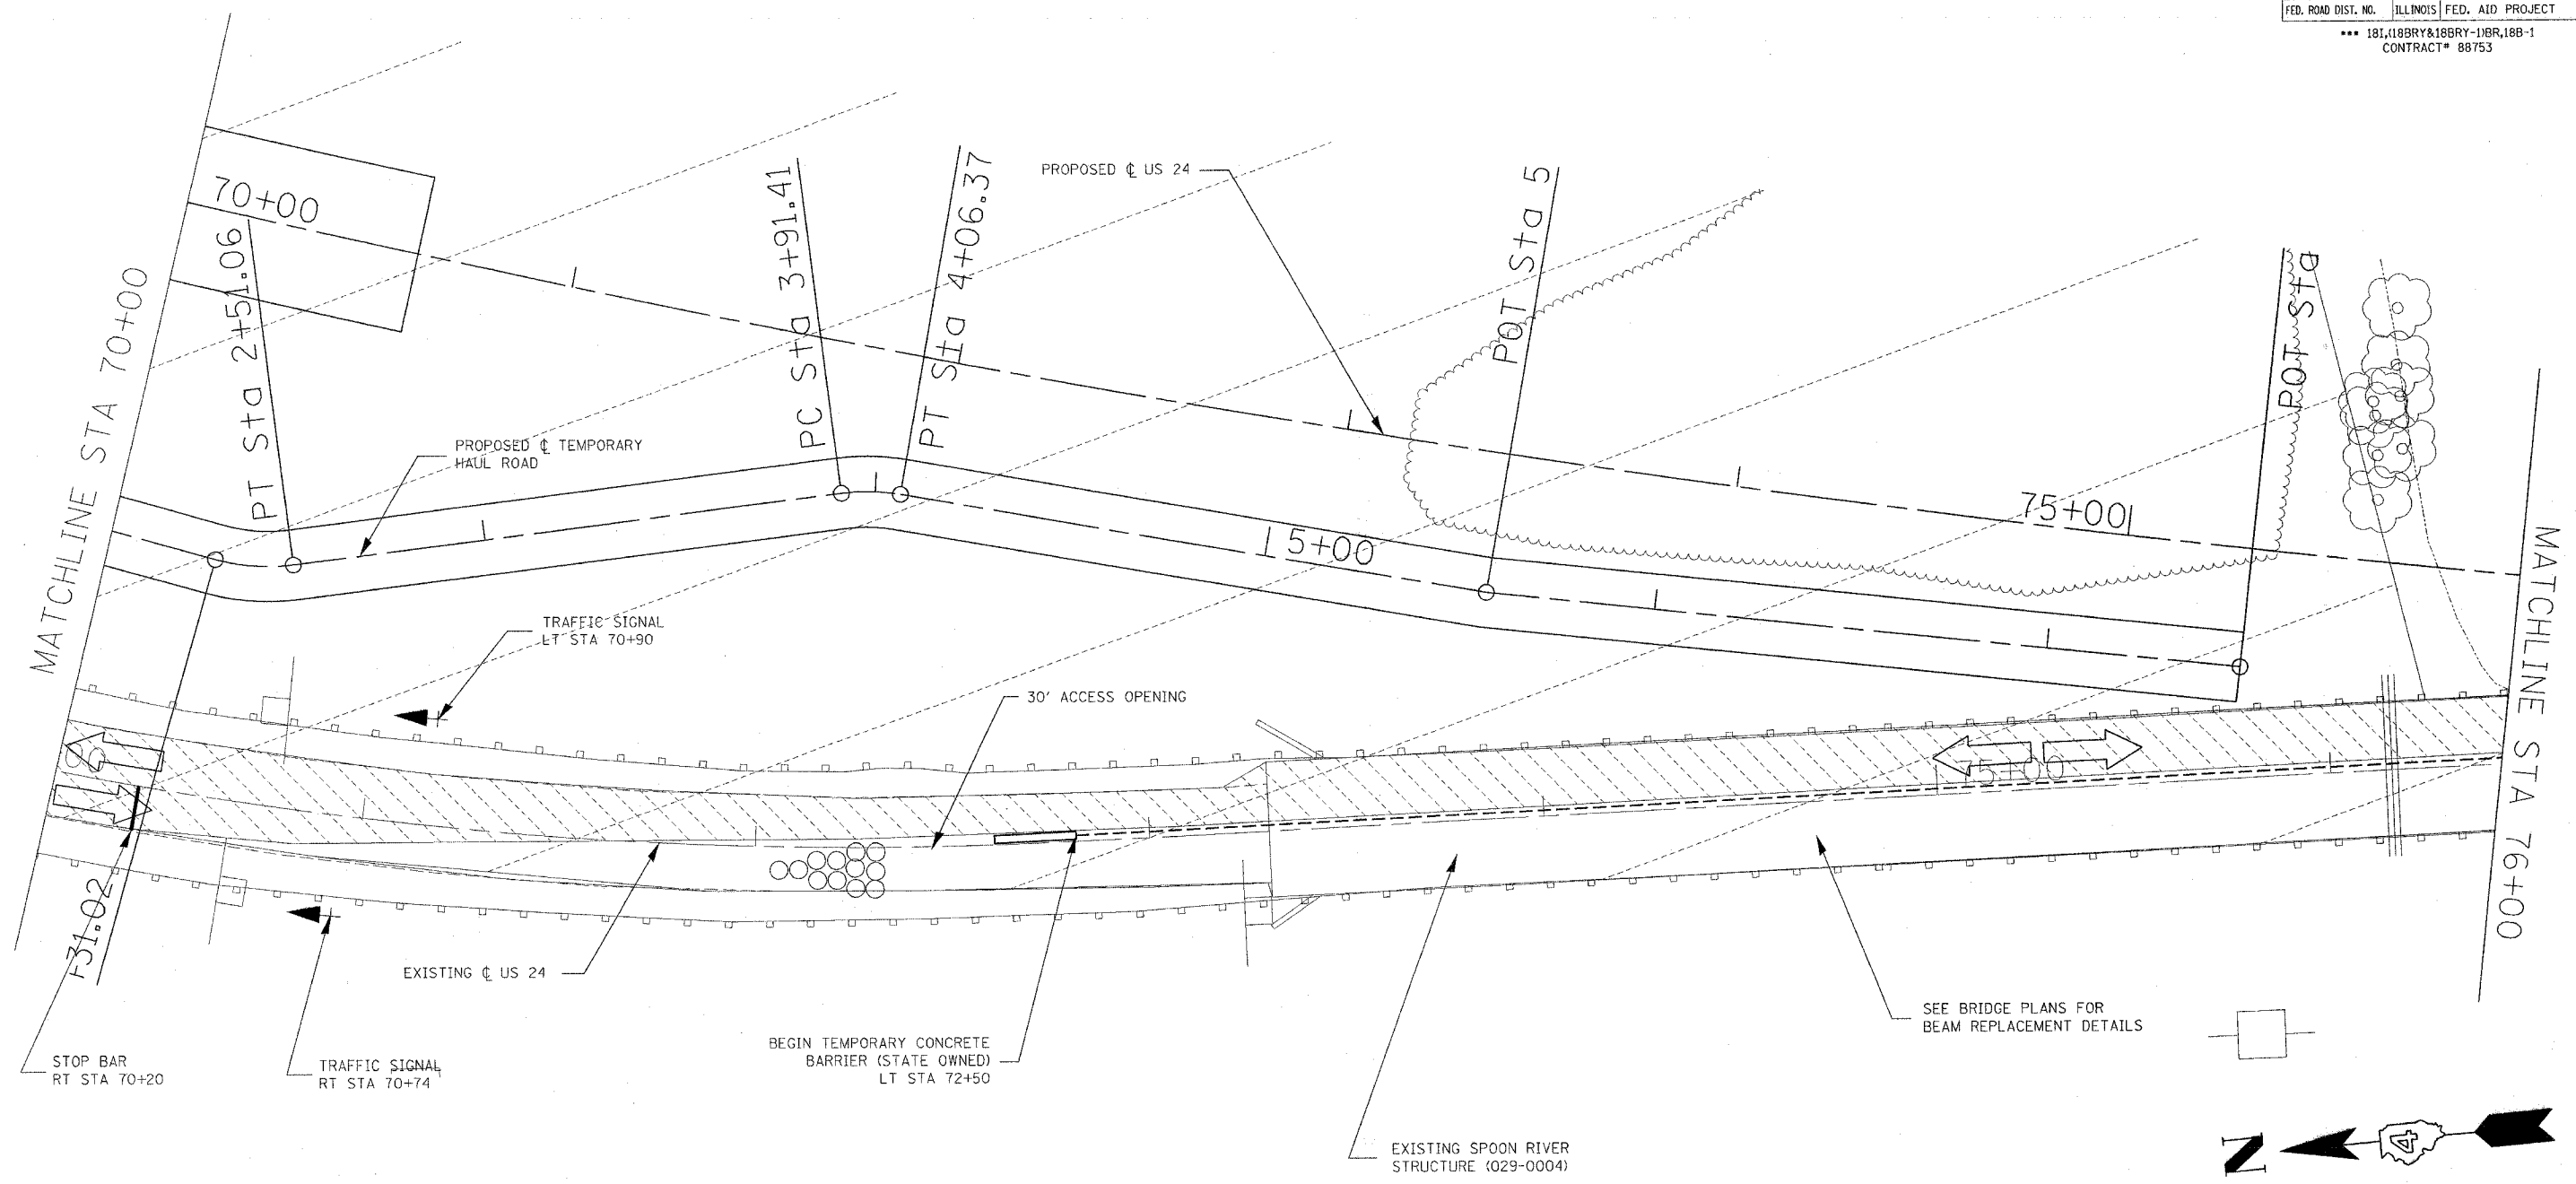 FED. ROAD DIST. NO. ILLINOIS FED. AID PROJECT
*** 18I,(18BRY&18BRY-1)BR,18B-1
CONTRACT# 88753
MATCHLINE STA 70+00
70+00
PT Sta 2+51.06
PC Sta 3+91.41
PT Sta 4+06.37
PROPOSED ℄ US 24
POT Sta 5
POT Sta
PROPOSED ℄ TEMPORARY
HAUL ROAD
5+00
75+00
MATCHLINE STA 76+00
TRAFFIC SIGNAL
LT STA 70+90
30' ACCESS OPENING
75+00
+31.02
EXISTING ℄ US 24
STOP BAR
RT STA 70+20
TRAFFIC SIGNAL
RT STA 70+74
BEGIN TEMPORARY CONCRETE
BARRIER (STATE OWNED)
LT STA 72+50
SEE BRIDGE PLANS FOR
BEAM REPLACEMENT DETAILS
EXISTING SPOON RIVER
STRUCTURE (029-0004)
N
4